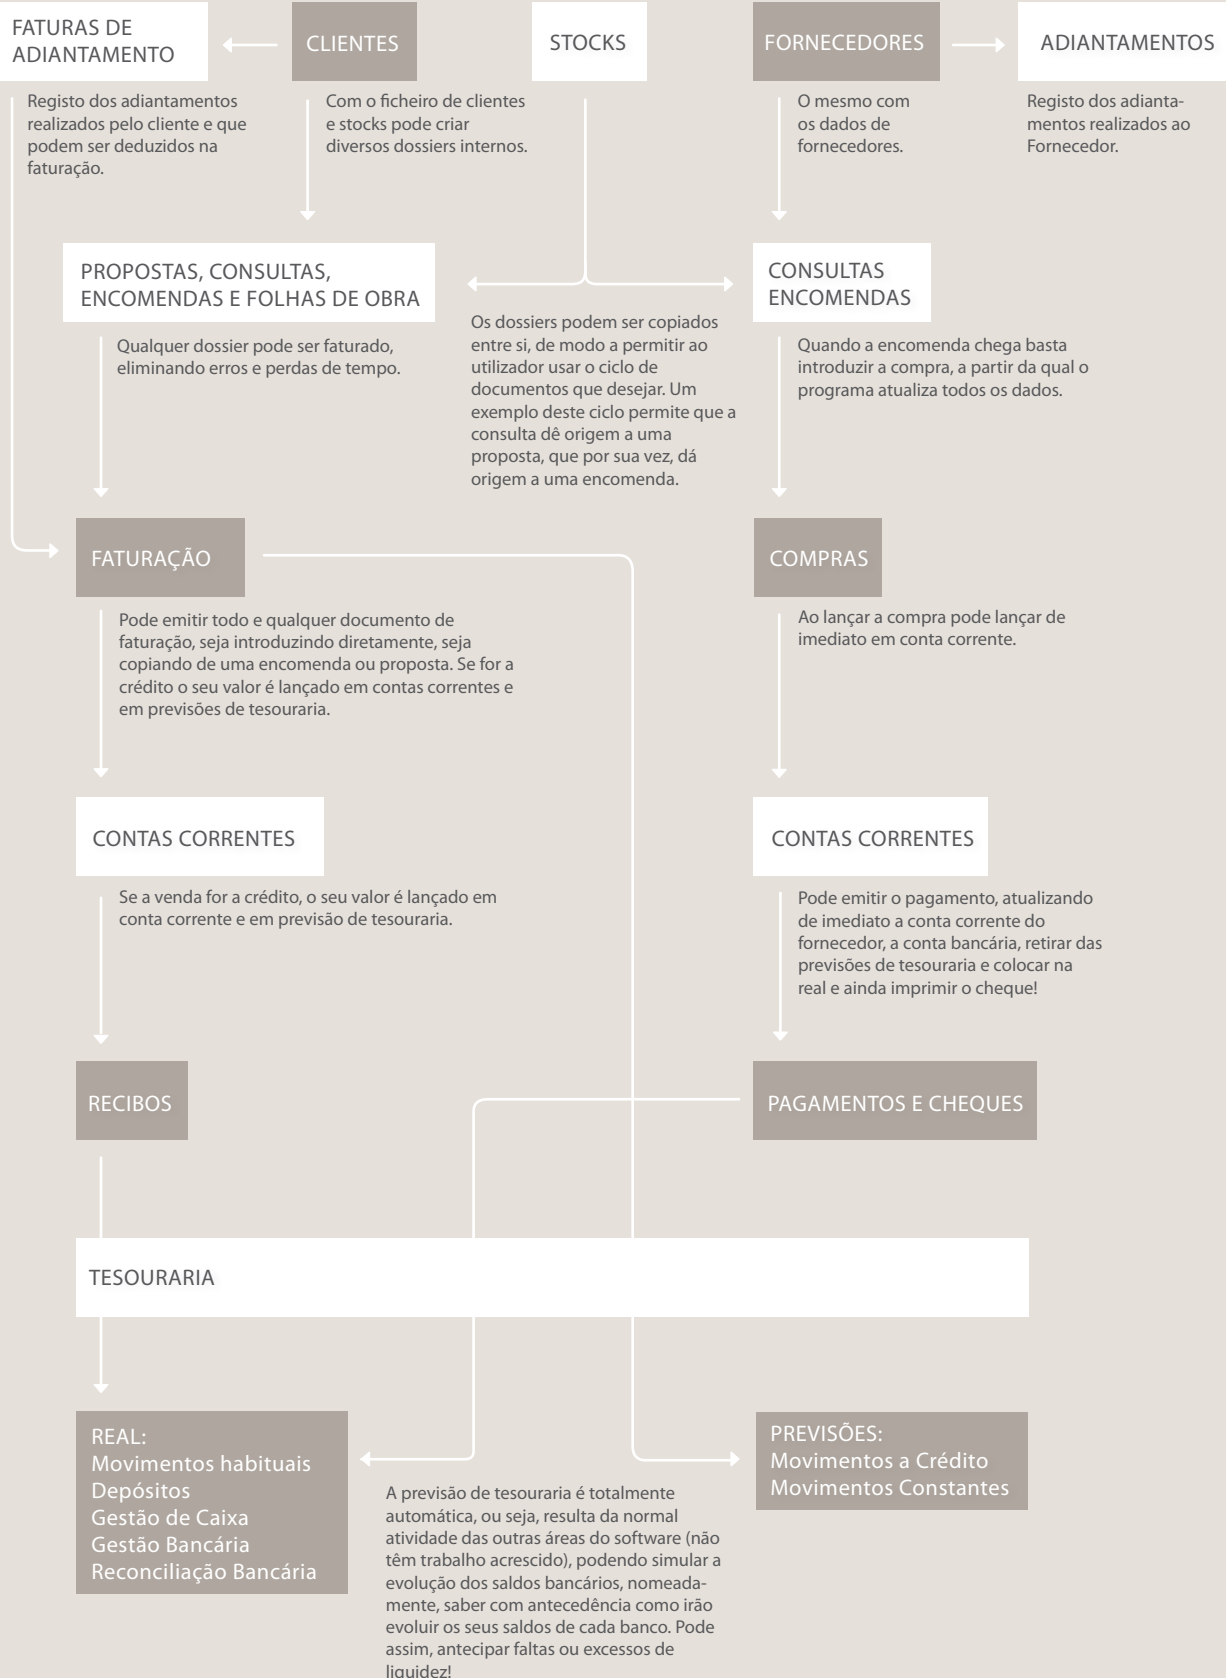 FATURAS DE
ADIANTAMENTO
CLIENTES
STOCKS
FORNECEDORES
ADIANTAMENTOS
Registo dos adiantamentos
realizados pelo cliente e que
podem ser deduzidos na
faturação.
Com o ficheiro de clientes
e stocks pode criar
diversos dossiers internos.
O mesmo com
os dados de
fornecedores.
Registo dos adianta-
mentos realizados ao
Fornecedor.
PROPOSTAS, CONSULTAS,
ENCOMENDAS E FOLHAS DE OBRA
CONSULTAS
ENCOMENDAS
Qualquer dossier pode ser faturado,
eliminando erros e perdas de tempo.
Os dossiers podem ser copiados
entre si, de modo a permitir ao
utilizador usar o ciclo de
documentos que desejar. Um
exemplo deste ciclo permite que a
consulta dê origem a uma
proposta, que por sua vez, dá
origem a uma encomenda.
Quando a encomenda chega basta
introduzir a compra, a partir da qual o
programa atualiza todos os dados.
FATURAÇÃO
COMPRAS
Pode emitir todo e qualquer documento de
faturação, seja introduzindo diretamente, seja
copiando de uma encomenda ou proposta. Se for a
crédito o seu valor é lançado em contas correntes e
em previsões de tesouraria.
Ao lançar a compra pode lançar de
imediato em conta corrente.
CONTAS CORRENTES
CONTAS CORRENTES
Se a venda for a crédito, o seu valor é lançado em
conta corrente e em previsão de tesouraria.
Pode emitir o pagamento, atualizando
de imediato a conta corrente do
fornecedor, a conta bancária, retirar das
previsões de tesouraria e colocar na
real e ainda imprimir o cheque!
RECIBOS
PAGAMENTOS E CHEQUES
TESOURARIA
REAL:
Movimentos habituais
Depósitos
Gestão de Caixa
Gestão Bancária
Reconciliação Bancária
PREVISÕES:
Movimentos a Crédito
Movimentos Constantes
A previsão de tesouraria é totalmente
automática, ou seja, resulta da normal
atividade das outras áreas do software (não
têm trabalho acrescido), podendo simular a
evolução dos saldos bancários, nomeada-
mente, saber com antecedência como irão
evoluir os seus saldos de cada banco. Pode
assim, antecipar faltas ou excessos de
liquidez!